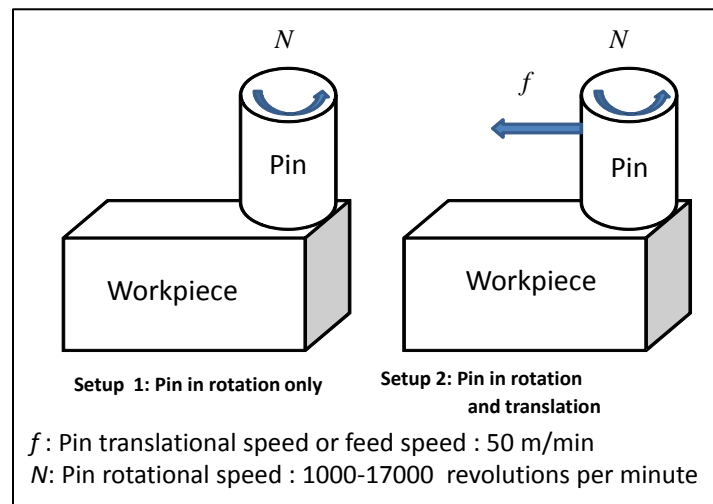 N
N
f
Pin
Pin
Workpiece
Workpiece
Setup 1: Pin in rotation only
Setup 2: Pin in rotation
and translation
f : Pin translational speed or feed speed : 50 m/min
N: Pin rotational speed : 1000-17000 revolutions per minute